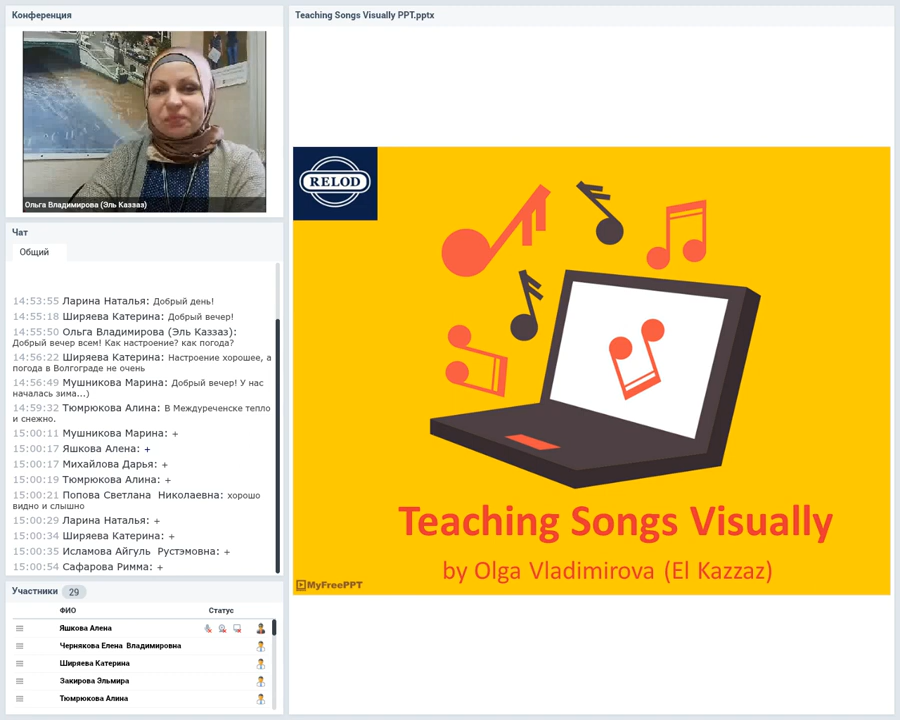 Конференция
Ольга Владимирова (Эль Каззаз)
Чат
Общий
14:53:55 Ларина Наталья: Добрый день!
14:55:18 Ширяева Катерина: Добрый вечер!
14:55:50 Ольга Владимирова (Эль Каззаз):
Добрый вечер всем! Как настроение? как погода?
14:56:22 Ширяева Катерина: Настроение хорошее, а
погода в Волгограде не очень
14:56:49 Мушникова Марина: Добрый вечер! У нас
началась зима...)
14:59:32 Тюмрюкова Алина: В Междуреченске тепло
и снежно.
15:00:11 Мушникова Марина: +
15:00:17 Яшкова Алена: +
15:00:17 Михайлова Дарья: +
15:00:19 Тюмрюкова Алина: +
15:00:21 Попова Светлана Николаевна: хорошо
видно и слышно
15:00:29 Ларина Наталья: +
15:00:34 Ширяева Катерина: +
15:00:35 Исламова Айгуль Рустэмовна: +
15:00:54 Сафарова Римма: +
Участники 29
ФИО Статус
Яшкова Алена
Чернякова Елена Владимировна
Ширяева Катерина
Закирова Эльмира
Тюмрюкова Алина
Teaching Songs Visually PPT.pptx
RELOD
Teaching Songs Visually
by Olga Vladimirova (El Kazzaz)
MyFreePPT